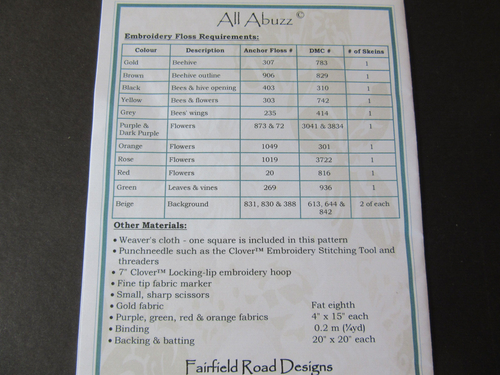 All Abuzz ©
Embroidery Floss Requirements:
Colour Description Anchor Floss # DMC # # of Skeins
Gold Beehive 307 783 1
Brown Beehive outline 906 829 1
Black Bees & hive opening 403 310 1
Yellow Bees & flowers 303 742 1
Grey Bees' wings 235 414 1
Purple & Dark Purple Flowers 873 & 72 3041 & 3834 1
Orange Flowers 1049 301 1
Rose Flowers 1019 3722 1
Red Flowers 20 816 1
Green Leaves & vines 269 936 1
Beige Background 831, 830 & 388 613, 644 & 842 2 of each
Other Materials:
• Weaver's cloth - one square is included in this pattern
• Punchneedle such as the Clover™ Embroidery Stitching Tool and
threaders
• 7" Clover™ Locking-lip embroidery hoop
• Fine tip fabric marker
• Small, sharp scissors
• Gold fabric Fat eighth
• Purple, green, red & orange fabrics 4" x 15" each
• Binding 0.2 m (¼yd)
• Backing & batting 20" x 20" each
Fairfield Road Designs